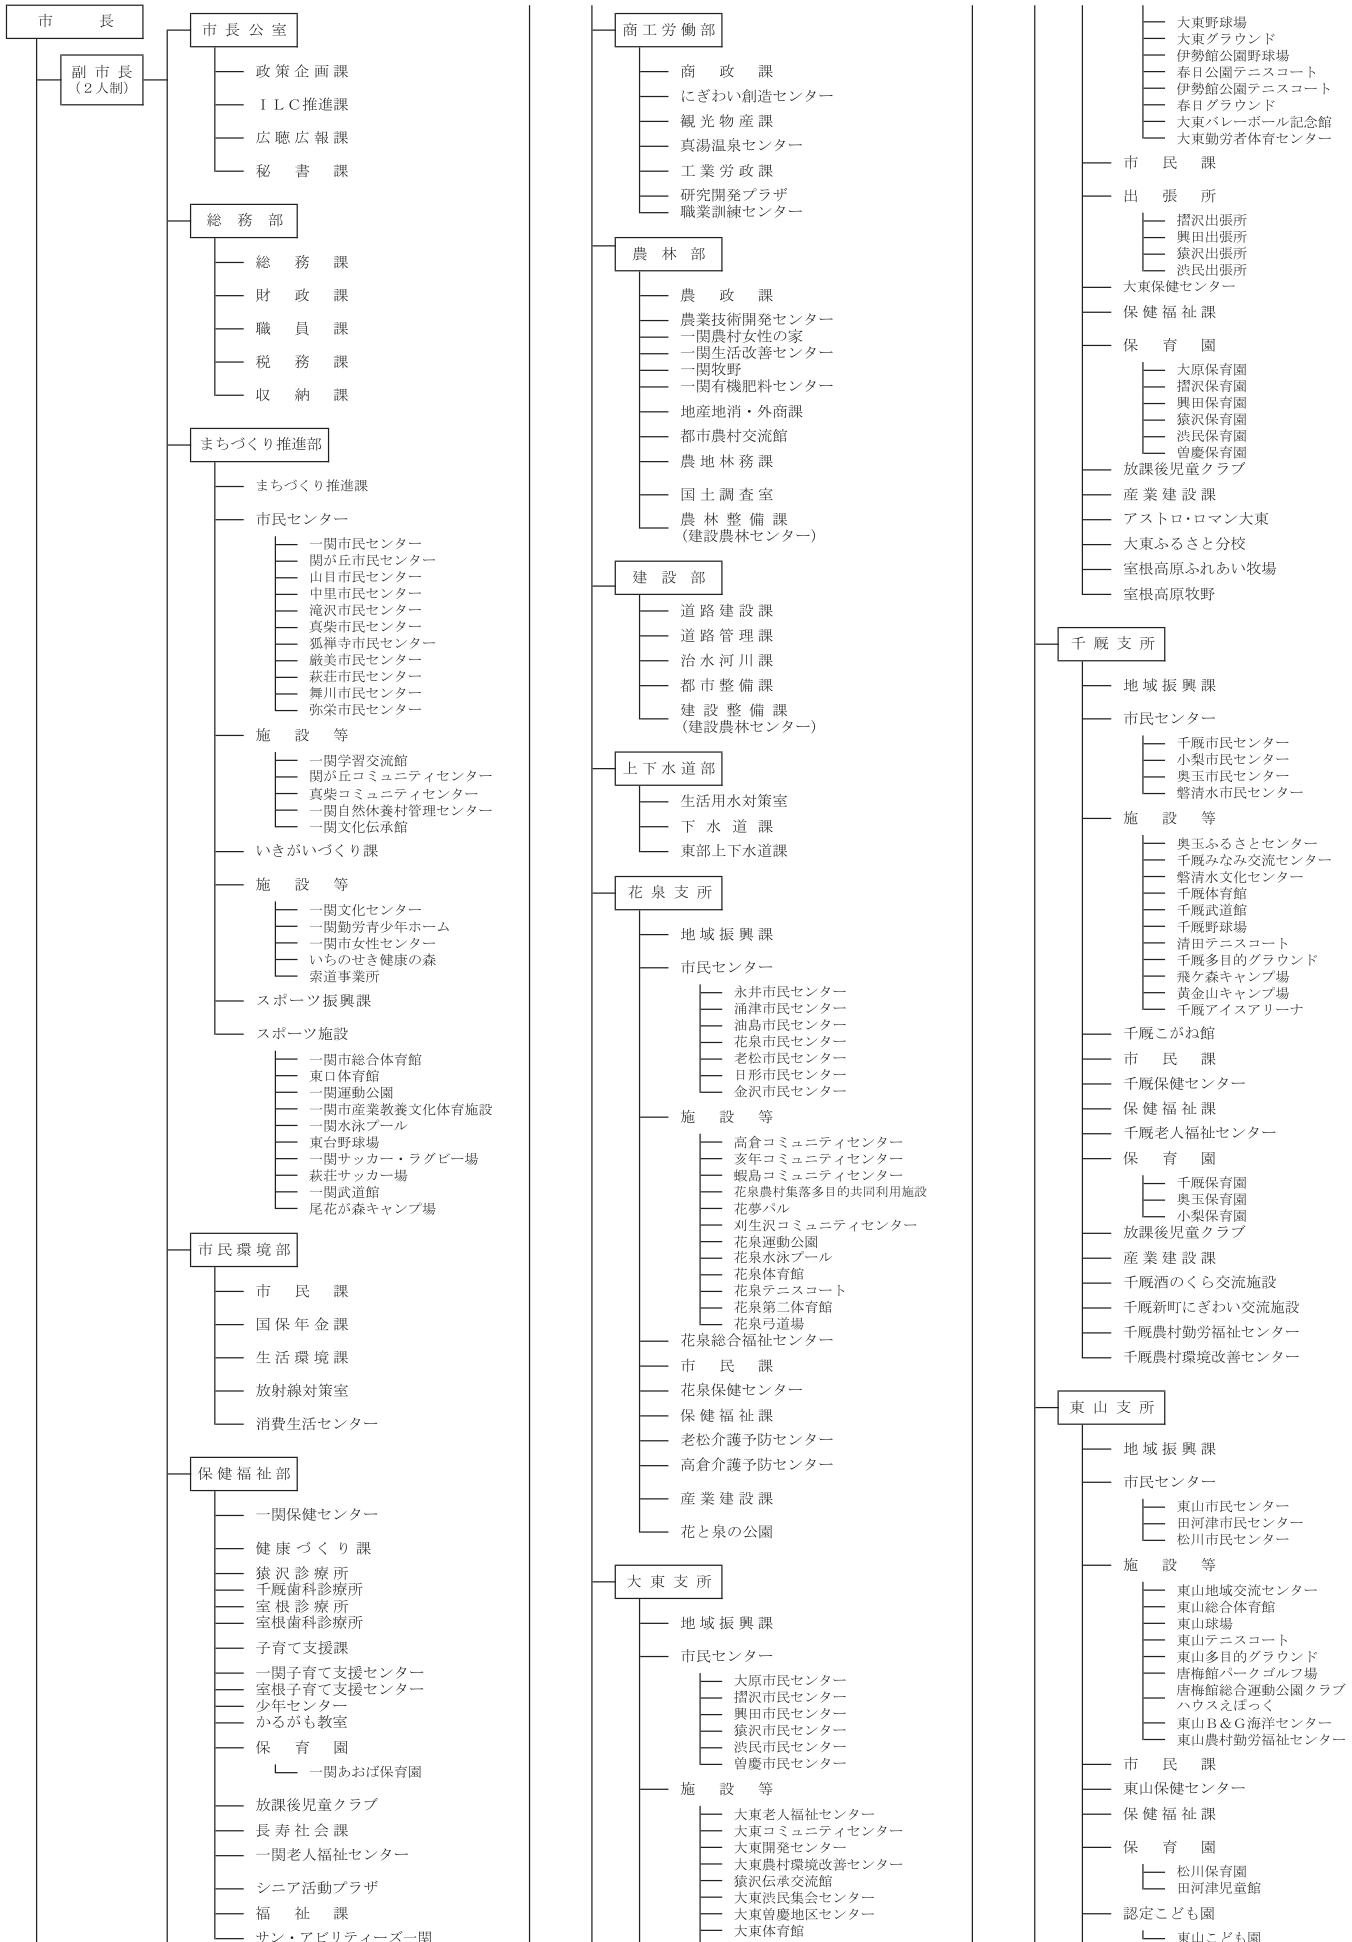 市長
副市長
（２人制）
市長公室
政策企画課
ＩＬＣ推進課
広聴広報課
秘書課
総務部
総務課
財政課
職員課
税務課
収納課
まちづくり推進部
まちづくり推進課
市民センター
一関市民センター
関が丘市民センター
山目市民センター
中里市民センター
滝沢市民センター
真柴市民センター
狐禅寺市民センター
厳美市民センター
萩荘市民センター
舞川市民センター
弥栄市民センター
施設等
一関学習交流館
関が丘コミュニティセンター
真柴コミュニティセンター
一関自然休養村管理センター
一関文化伝承館
いきがいづくり課
施設等
一関文化センター
一関勤労青少年ホーム
一関市女性センター
いちのせき健康の森
索道事業所
スポーツ振興課
スポーツ施設
一関市総合体育館
東口体育館
一関運動公園
一関市産業教養文化体育施設
一関水泳プール
東台野球場
一関サッカー・ラグビー場
萩荘サッカー場
一関武道館
尾花が森キャンプ場
市民環境部
市民課
国保年金課
生活環境課
放射線対策室
消費生活センター
保健福祉部
一関保健センター
健康づくり課
猿沢診療所
千厩歯科診療所
室根診療所
室根歯科診療所
子育て支援課
一関子育て支援センター
室根子育て支援センター
少年センター
かるがも教室
保育園
一関あおば保育園
放課後児童クラブ
長寿社会課
一関老人福祉センター
シニア活動プラザ
福祉課
サン・アビリティーズ一関
商工労働部
商政課
にぎわい創造センター
観光物産課
真湯温泉センター
工業労政課
研究開発プラザ
職業訓練センター
農林部
農政課
農業技術開発センター
一関農村女性の家
一関生活改善センター
一関牧野
一関有機肥料センター
地産地消・外商課
都市農村交流館
農地林務課
国土調査室
農林整備課
（建設農林センター）
建設部
道路建設課
道路管理課
治水河川課
都市整備課
建設整備課
（建設農林センター）
上下水道部
生活用水対策室
下水道課
東部上下水道課
花泉支所
地域振興課
市民センター
永井市民センター
涌津市民センター
油島市民センター
花泉市民センター
老松市民センター
日形市民センター
金沢市民センター
施設等
高倉コミュニティセンター
亥年コミュニティセンター
蝦島コミュニティセンター
花泉農村集落多目的共同利用施設
花夢パル
刈生沢コミュニティセンター
花泉運動公園
花泉水泳プール
花泉体育館
花泉テニスコート
花泉第二体育館
花泉弓道場
花泉総合福祉センター
市民課
花泉保健センター
保健福祉課
老松介護予防センター
高倉介護予防センター
産業建設課
花と泉の公園
大東支所
地域振興課
市民センター
大原市民センター
摺沢市民センター
興田市民センター
猿沢市民センター
渋民市民センター
曽慶市民センター
施設等
大東老人福祉センター
大東コミュニティセンター
大東開発センター
大東農村環境改善センター
猿沢伝承交流館
大東渋民集会センター
大東曽慶地区センター
大東体育館
大東野球場
大東グラウンド
伊勢館公園野球場
春日公園テニスコート
伊勢館公園テニスコート
春日グラウンド
大東バレーボール記念館
大東勤労者体育センター
市民課
出張所
摺沢出張所
興田出張所
猿沢出張所
渋民出張所
大東保健センター
保健福祉課
保育園
大原保育園
摺沢保育園
興田保育園
猿沢保育園
渋民保育園
曽慶保育園
放課後児童クラブ
産業建設課
アストロ・ロマン大東
大東ふるさと分校
室根高原ふれあい牧場
室根高原牧野
千厩支所
地域振興課
市民センター
千厩市民センター
小梨市民センター
奥玉市民センター
磐清水市民センター
施設等
奥玉ふるさとセンター
千厩みなみ交流センター
磐清水文化センター
千厩体育館
千厩武道館
千厩野球場
清田テニスコート
千厩多目的グラウンド
飛ケ森キャンプ場
黄金山キャンプ場
千厩アイスアリーナ
千厩こがね館
市民課
千厩保健センター
保健福祉課
千厩老人福祉センター
保育園
千厩保育園
奥玉保育園
小梨保育園
放課後児童クラブ
産業建設課
千厩酒のくら交流施設
千厩新町にぎわい交流施設
千厩農村勤労福祉センター
千厩農村環境改善センター
東山支所
地域振興課
市民センター
東山市民センター
田河津市民センター
松川市民センター
施設等
東山地域交流センター
東山総合体育館
東山球場
東山テニスコート
東山多目的グラウンド
唐梅館パークゴルフ場
唐梅館総合運動公園クラブ
ハウスえぽっく
東山Ｂ＆Ｇ海洋センター
東山農村勤労福祉センター
市民課
東山保健センター
保健福祉課
保育園
松川保育園
田河津児童館
認定こども園
東山こども園